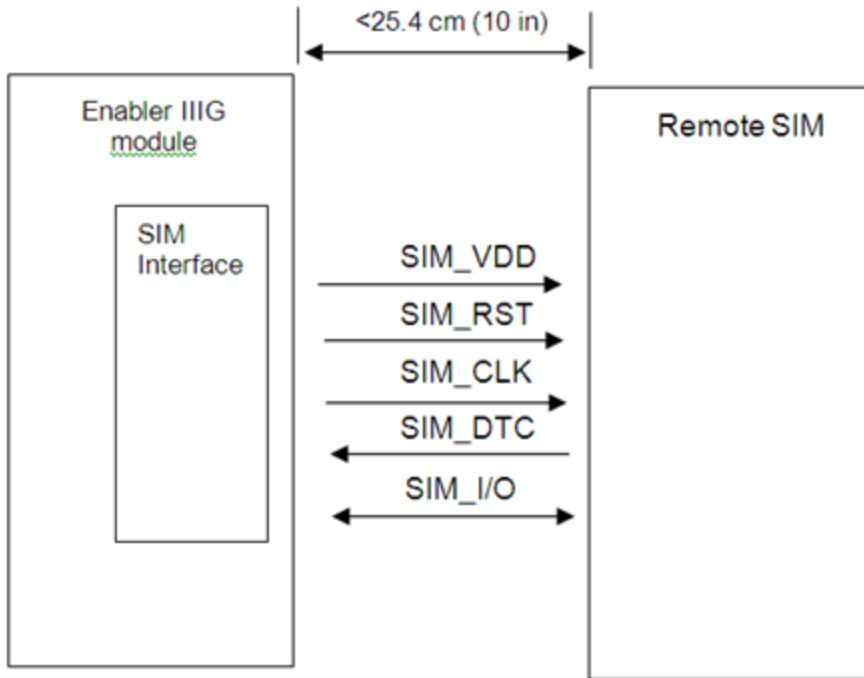 <25.4 cm (10 in)
Enabler IIIG
module
Remote SIM
SIM
Interface
SIM_VDD
SIM_RST
SIM_CLK
SIM_DTC
SIM_I/O